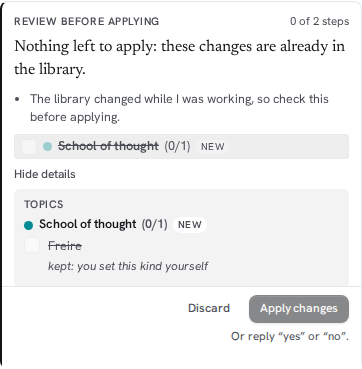 REVIEW BEFORE APPLYING 0 of 2 steps
Nothing left to apply: these changes are already in
the library.
• The library changed while I was working, so check this
before applying.
School of thought (0/1) NEW
Hide details
TOPICS
School of thought (0/1) NEW
Freire
kept: you set this kind yourself
Discard Apply changes
Or reply “yes” or “no”.